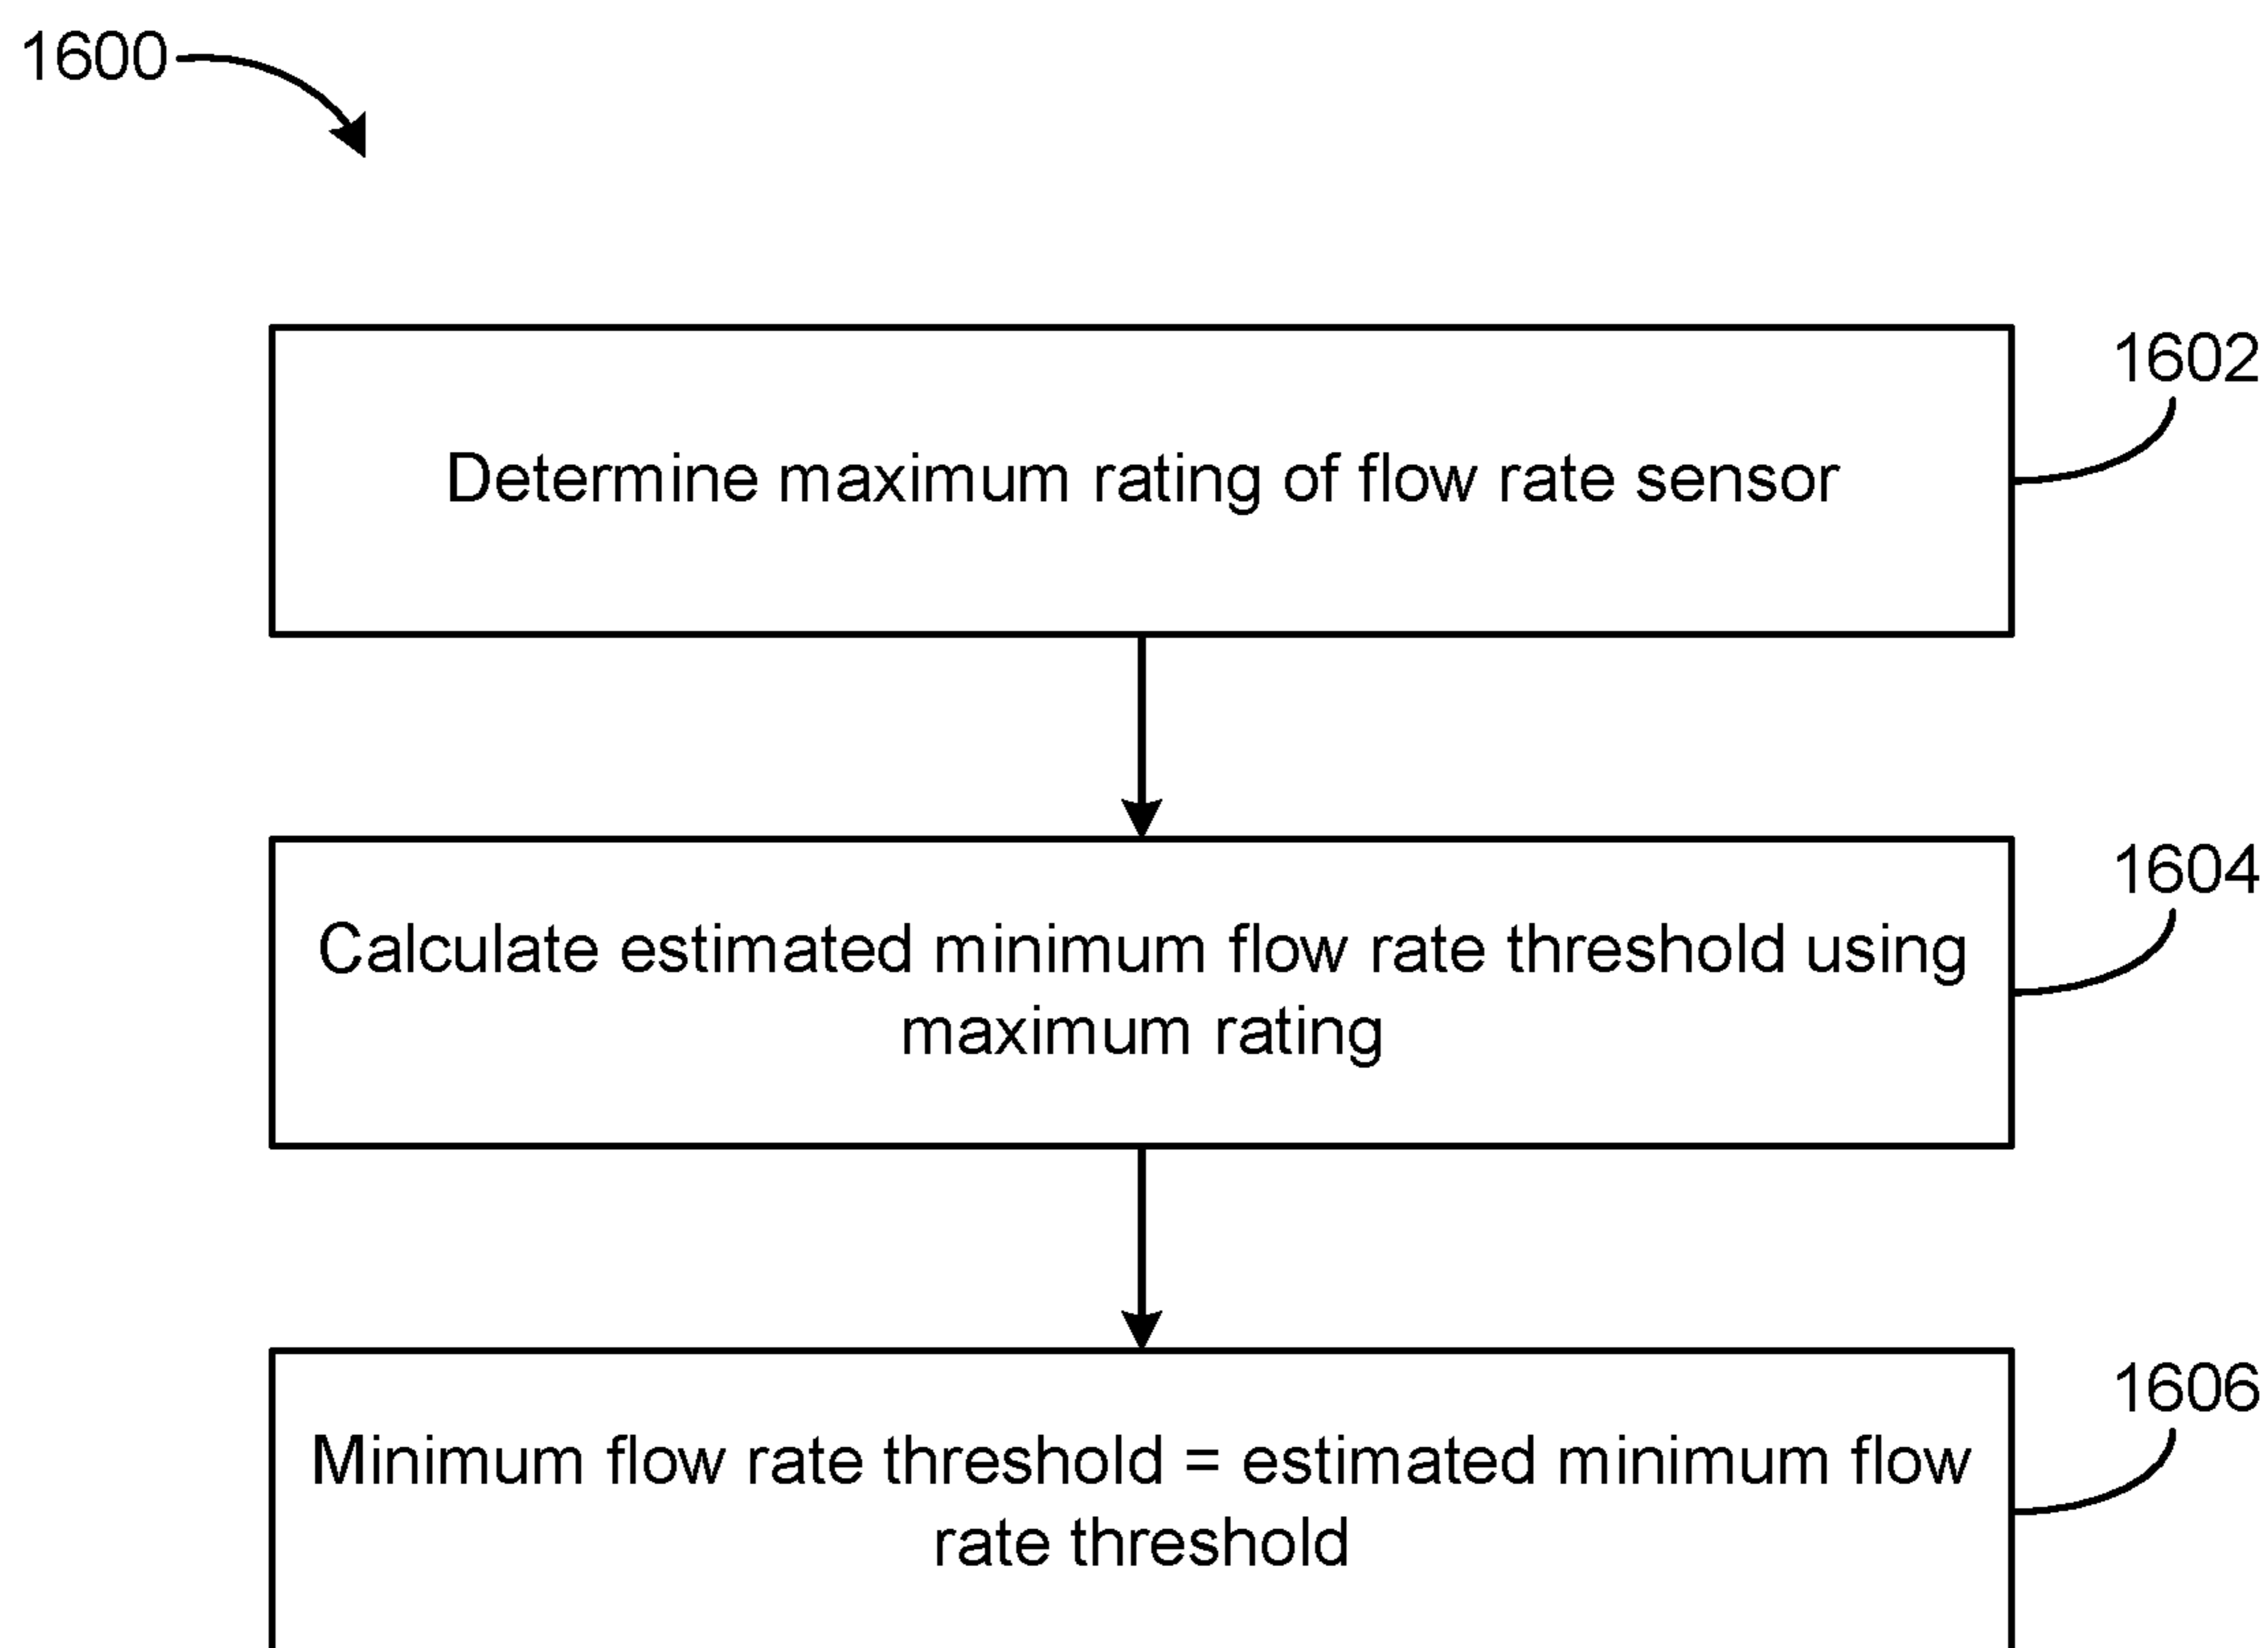 1600
1602
Determine maximum rating of flow rate sensor
1604
Calculate estimated minimum flow rate threshold using
maximum rating
1606
Minimum flow rate threshold = estimated minimum flow
rate threshold